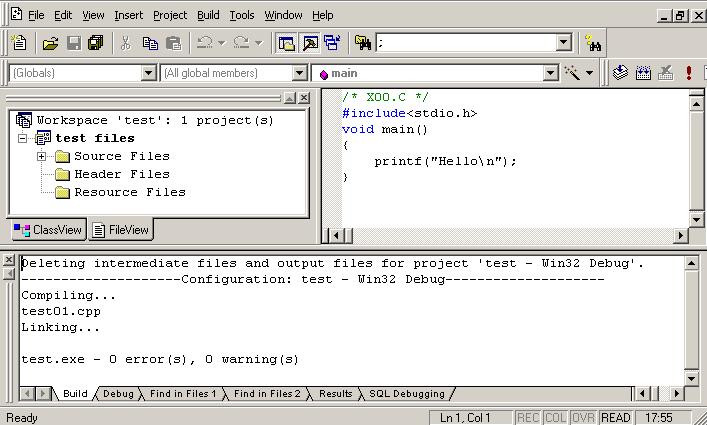 File Edit View Insert Project Build Tools Window Help
;
(Globals) (All global members) main
Workspace 'test': 1 project(s)
test files
Source Files
Header Files
Resource Files
ClassView FileView
/* X00.C */
#include<stdio.h>
void main()
{
printf("Hello\n");
}
Deleting intermediate files and output files for project 'test - Win32 Debug'.
--------------------Configuration: test - Win32 Debug--------------------
Compiling...
test01.cpp
Linking...
test.exe - 0 error(s), 0 warning(s)
Build Debug Find in Files 1 Find in Files 2 Results SQL Debugging
Ready Ln 1, Col 1 REC COL OVR READ 17:55